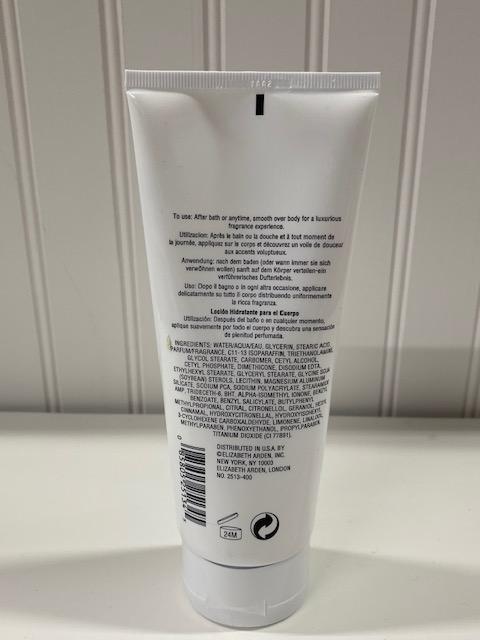 To use: After bath or anytime, smooth over body for a luxurious
fragrance experience.
Utilizacion: Après le bain ou la douche et à tout moment de
la journée, appliquez sur le corps et découvrez un voile de douceur
aux accents voluptueux.
Anwendung: nach dem baden (oder wann immer sie sich
verwöhnen wollen) sanft auf dem Körper verteilen-ein
verführerisches Dufterlebnis.
Uso: Dopo il bagno o in ogni altra occasione, applicare
delicatamente su tutto il corpo distribuendo uniformemente
la ricca fragranza.
Loción Hidratante para el Cuerpo
Utilización: Después del baño o en cualquier momento,
aplique suavemente por todo el cuerpo y descubra una sensación
de plenitud perfumada.
INGREDIENTS: WATER/AQUA/EAU, GLYCERIN, STEARIC ACID,
PARFUM/FRAGRANCE, C11-13 ISOPARAFFIN, TRIETHANOLAMINE,
GLYCOL STEARATE, CARBOMER, CETYL ALCOHOL,
CETYL PHOSPHATE, DIMETHICONE, DISODIUM EDTA,
ETHYLHEXYL STEARATE, GLYCERYL STEARATE, GLYCINE SOJA
(SOYBEAN) STEROLS, LECITHIN, MAGNESIUM ALUMINUM
SILICATE, SODIUM PCA, SODIUM POLYACRYLATE, STEARAMIDE
AMP, TRIDECETH-6, BHT, ALPHA-ISOMETHYL IONONE, BENZYL
BENZOATE, BENZYL SALICYLATE, BUTYLPHENYL
METHYLPROPIONAL, CITRAL, CITRONELLOL, GERANIOL, HEXYL
CINNAMAL, HYDROXYCITRONELLAL, HYDROXYISOHEXYL
3-CYCLOHEXENE CARBOXALDEHYDE, LIMONENE, LINALOOL,
METHYLPARABEN, PHENOXYETHANOL, PROPYLPARABEN,
TITANIUM DIOXIDE (CI 77891).
DISTRIBUTED IN U.S.A. BY
©ELIZABETH ARDEN, INC.
NEW YORK, NY 10003
ELIZABETH ARDEN, LONDON
NO. 2513-400
24M